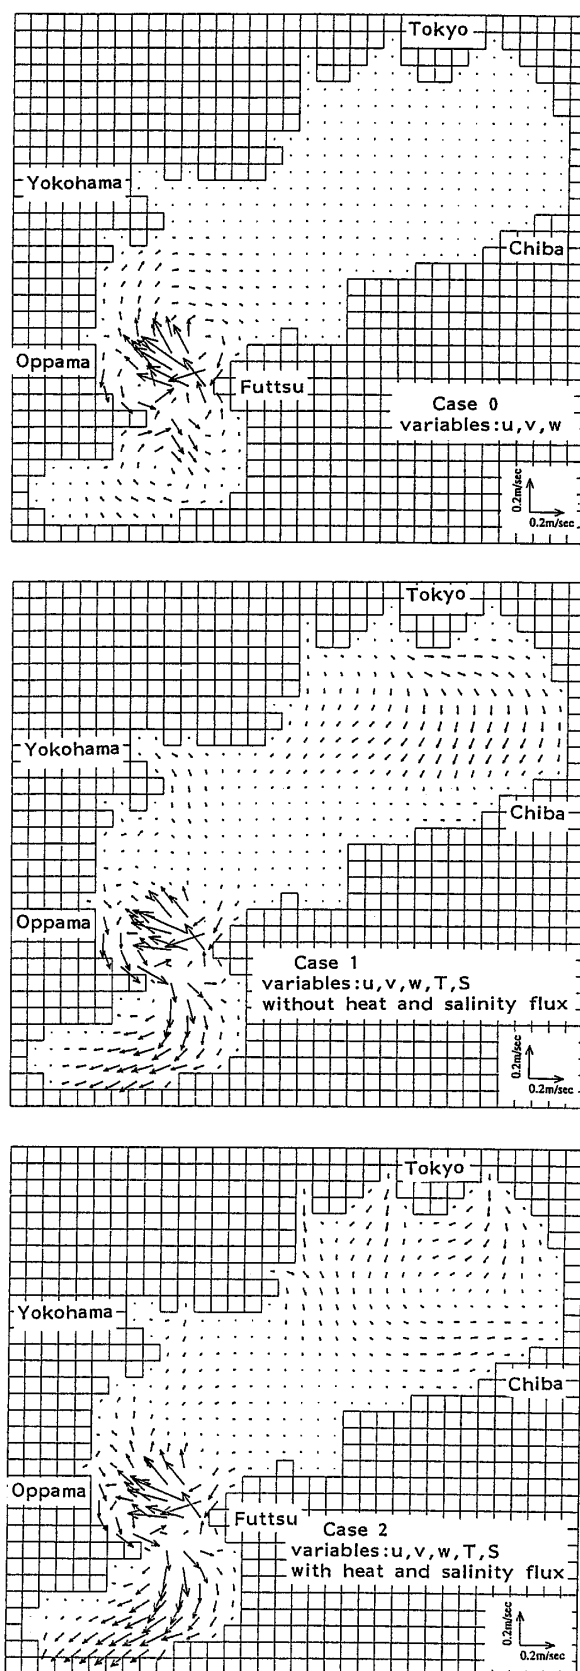 Tokyo
Yokohama
Chiba
Oppama
Futtsu
Case 0
variables:u,v,w
0.2m/sec
0.2m/sec
Tokyo
Yokohama
Chiba
Oppama
Case 1
variables:u,v,w,T,S
without heat and salinity flux
0.2m/sec
0.2m/sec
Tokyo
Yokohama
Chiba
Oppama
Futtsu
Case 2
variables:u,v,w,T,S
with heat and salinity flux
0.2m/sec
0.2m/sec